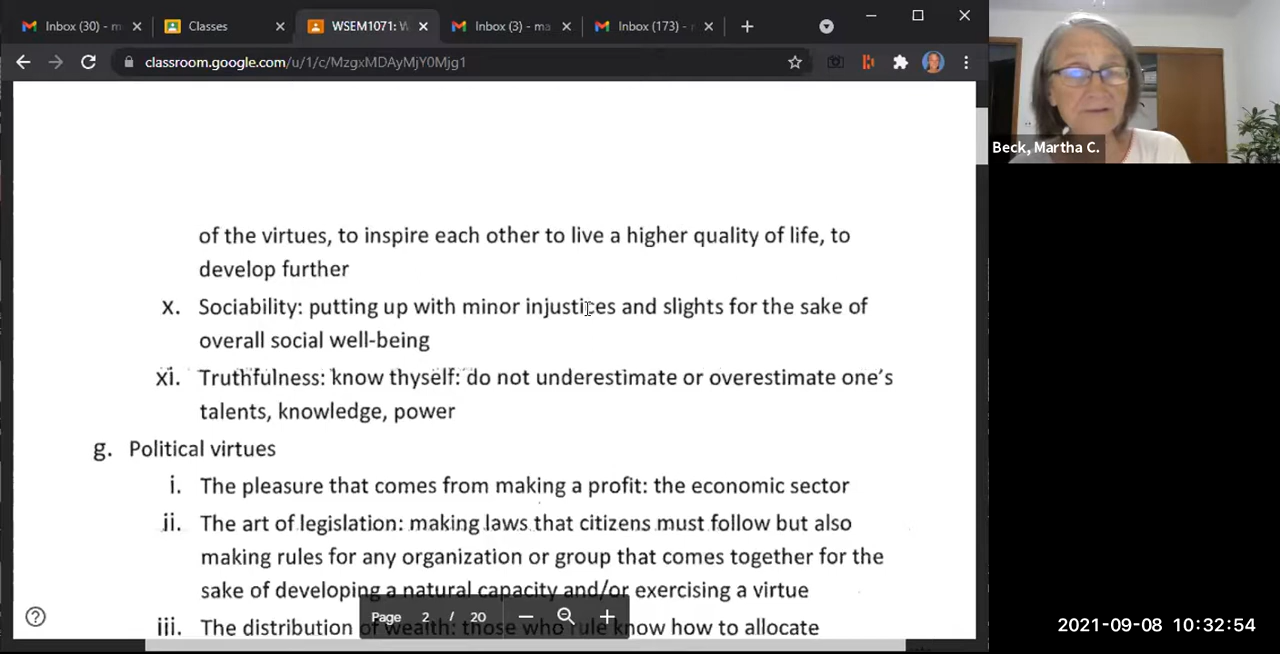 Inbox (30) - m
Classes
WSEM1071: W
Inbox (3) - ma
Inbox (173) - 
classroom.google.com/u/1/c/MzgxMDAyMjY0Mjg1
Beck, Martha C.
of the virtues, to inspire each other to live a higher quality of life, to
develop further
x. Sociability: putting up with minor injustices and slights for the sake of
overall social well-being
xi. Truthfulness: know thyself: do not underestimate or overestimate one's
talents, knowledge, power
g. Political virtues
i. The pleasure that comes from making a profit: the economic sector
ii. The art of legislation: making laws that citizens must follow but also
making rules for any organization or group that comes together for the
sake of developing a natural capacity and/or exercising a virtue
iii. The distribution of wealth: those who rule know how to allocate
Page 2 / 20
2021-09-08 10:32:54